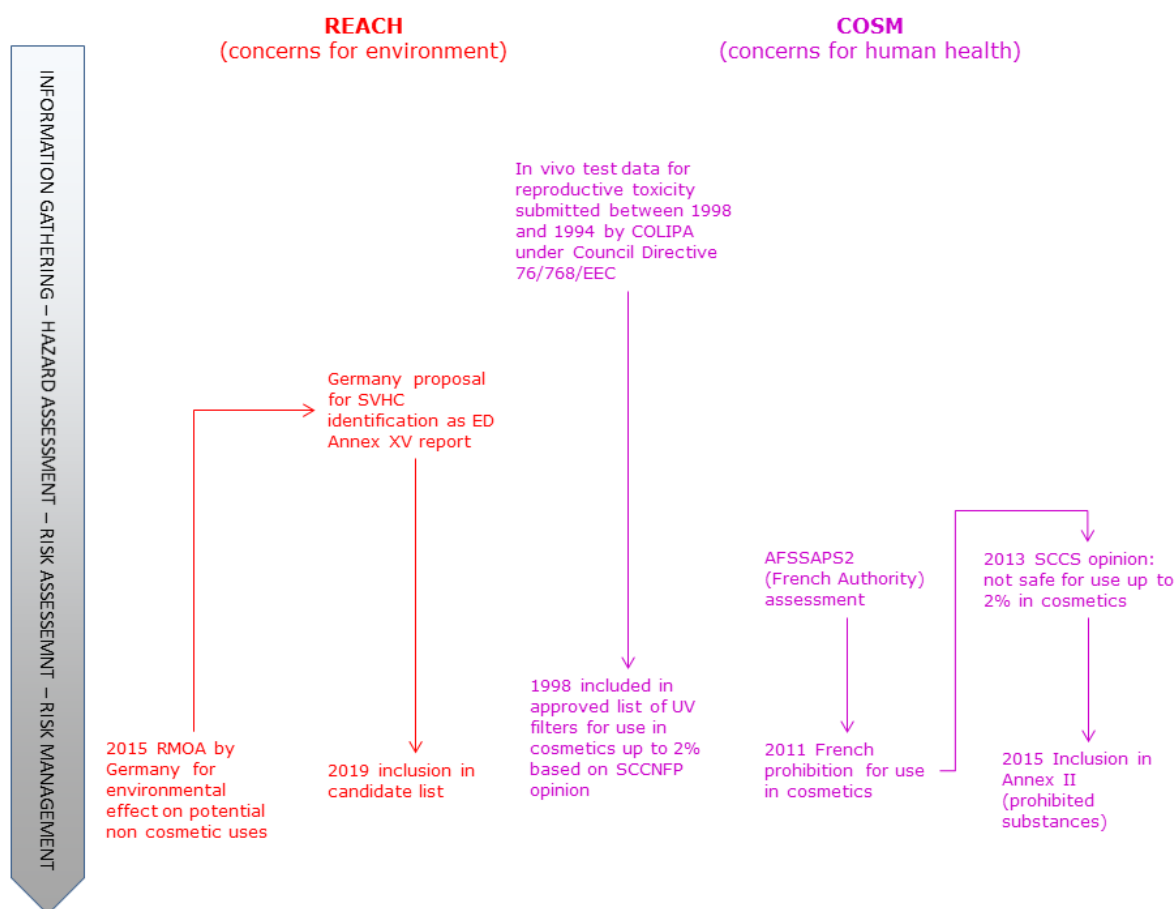 REACH
(concerns for environment)
COSM
(concerns for human health)
INFORMATION GATHERING – HAZARD ASSESSMENT – RISK ASSESSEMNT – RISK MANAGEMENT
In vivo test data for
reproductive toxicity
submitted between 1998
and 1994 by COLIPA
under Council Directive
76/768/EEC
Germany proposal
for SVHC
identification as ED
Annex XV report
AFSSAPS2
(French Authority)
assessment
2013 SCCS opinion:
not safe for use up to
2% in cosmetics
2015 RMOA by
Germany for
environmental
effect on potential
non cosmetic uses
2019 inclusion in
candidate list
1998 included in
approved list of UV
filters for use in
cosmetics up to 2%
based on SCCNFP
opinion
2011 French
prohibition for use
in cosmetics
2015 Inclusion in
Annex II
(prohibited
substances)